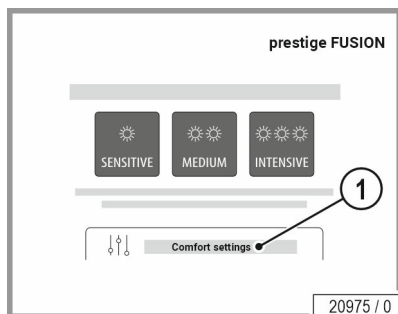 prestige FUSION
SENSITIVE MEDIUM INTENSIVE
1
Comfort settings
20975 / 0